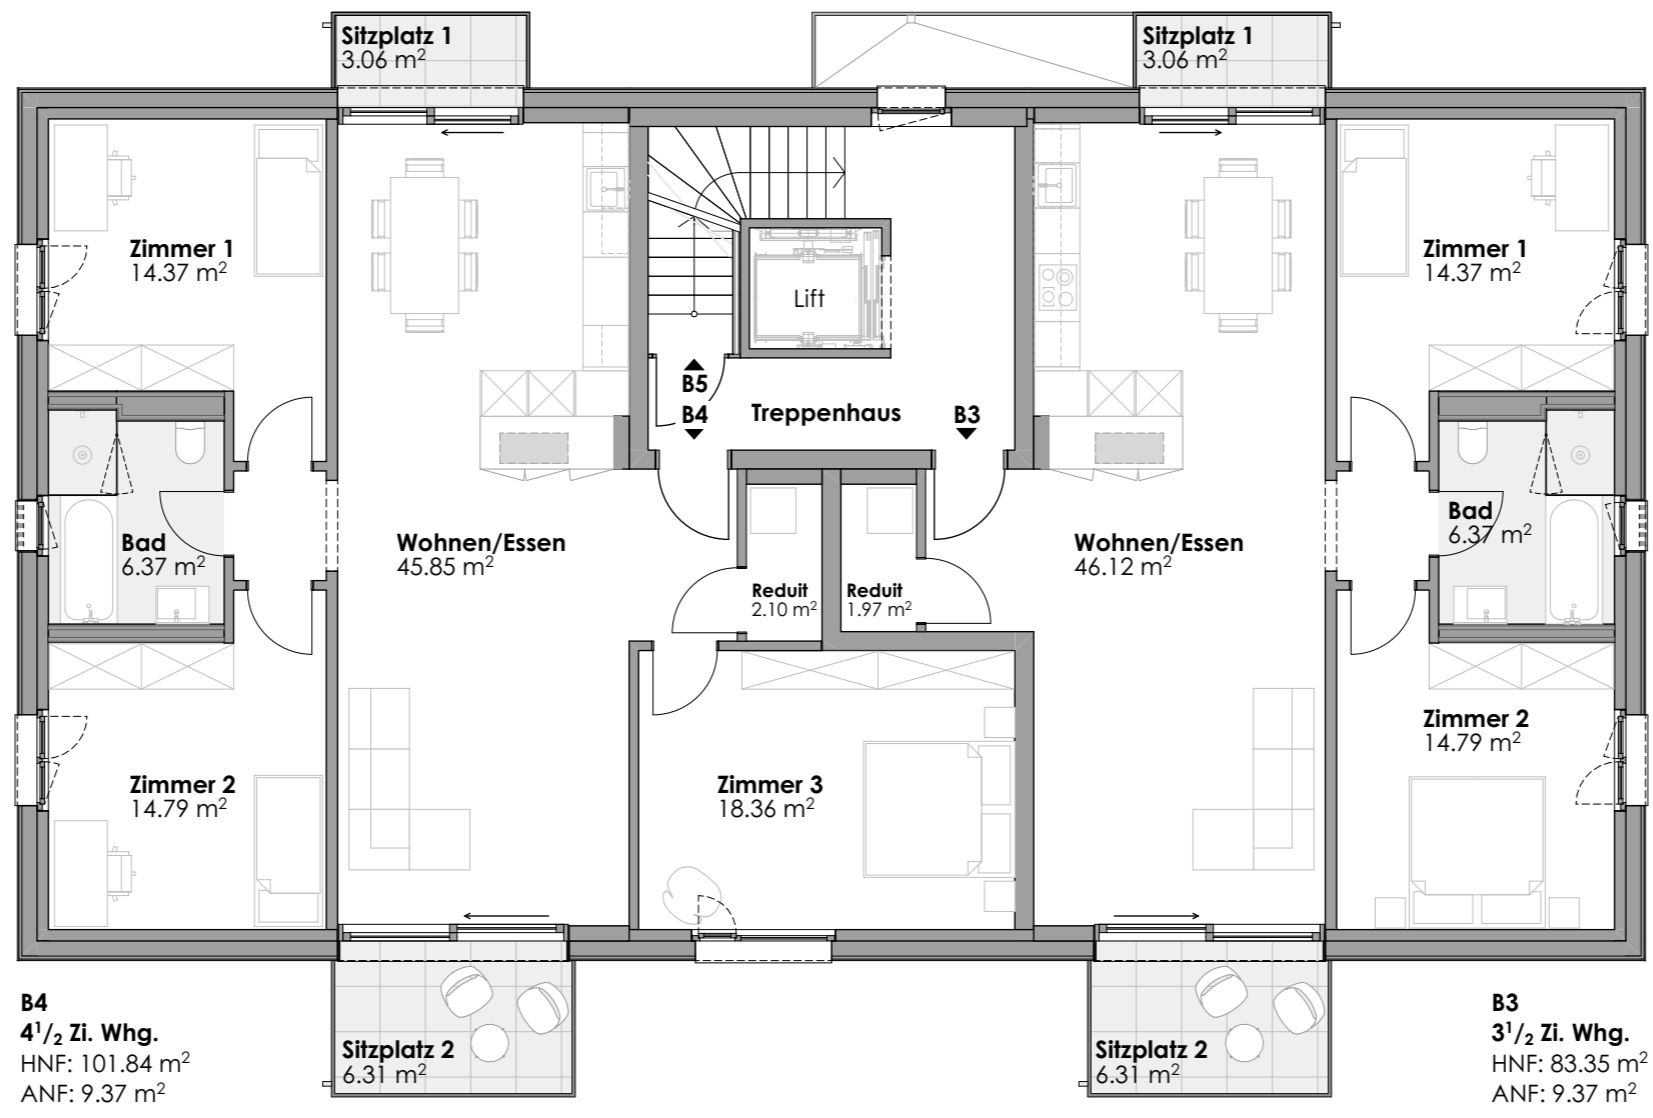 Sitzplatz 1
3.06 m²
Sitzplatz 1
3.06 m²
Zimmer 1
14.37 m²
Lift
Zimmer 1
14.37 m²
B5
B4
Treppenhaus
B3
Bad
6.37 m²
Wohnen/Essen
45.85 m²
Reduit
2.10 m²
Reduit
1.97 m²
Wohnen/Essen
46.12 m²
Bad
6.37 m²
Zimmer 2
14.79 m²
Zimmer 3
18.36 m²
Zimmer 2
14.79 m²
B4
4¹/₂ Zi. Whg.
HNF: 101.84 m²
ANF: 9.37 m²
Sitzplatz 2
6.31 m²
Sitzplatz 2
6.31 m²
B3
3¹/₂ Zi. Whg.
HNF: 83.35 m²
ANF: 9.37 m²